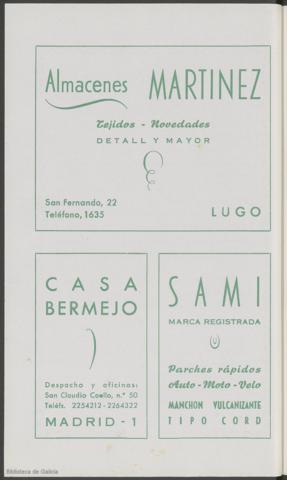 Almacenes MARTINEZ
Tejidos - Novedades
DETALL Y MAYOR
San Fernando, 22
Teléfono, 1635
LUGO
CASA
BERMEJO
Despacho y oficinas:
San Claudio Coello, n.º 50
Teléfs. 2254212 - 2264322
MADRID - 1
SAMI
MARCA REGISTRADA
Parches rápidos
Auto - Moto - Velo
MANCHON VULCANIZANTE
TIPO CORD
Biblioteca de Galicia